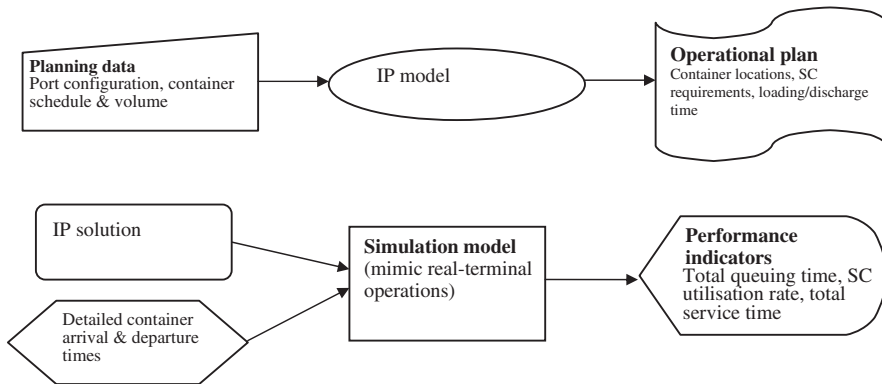 Planning data
Port configuration, container
schedule & volume
IP model
Operational plan
Container locations, SC
requirements, loading/discharge
time
IP solution
Detailed container
arrival & departure
times
Simulation model
(mimic real-terminal
operations)
Performance
indicators
Total queuing time, SC
utilisation rate, total
service time